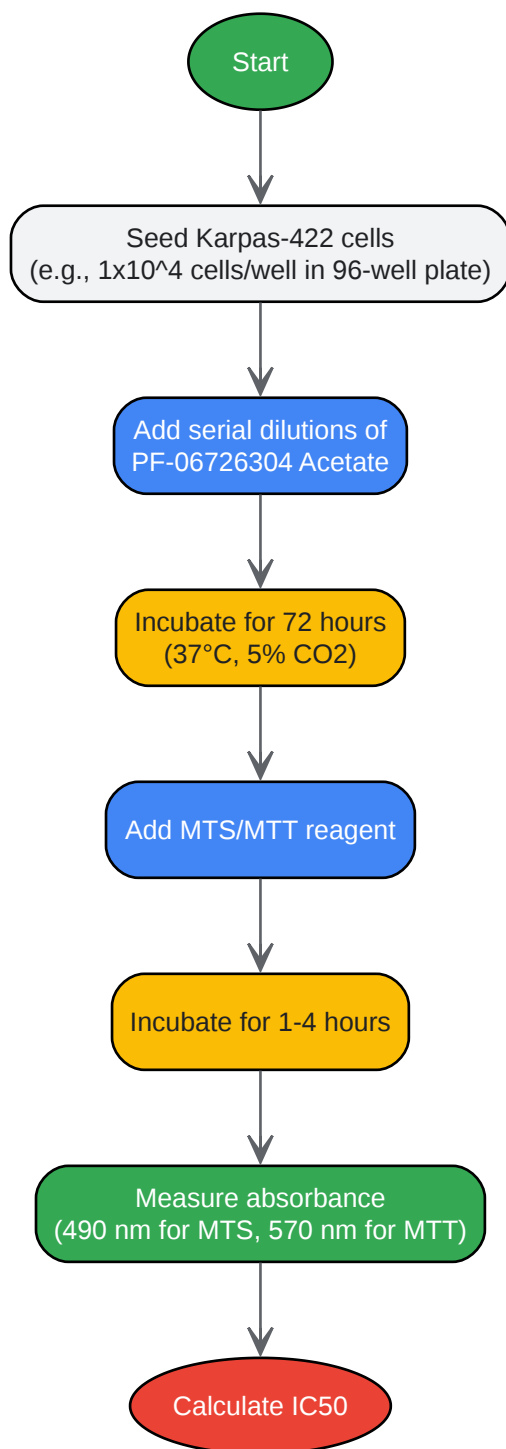 Start
Seed Karpas-422 cells
(e.g., 1x10^4 cells/well in 96-well plate)
Add serial dilutions of
PF-06726304 Acetate
Incubate for 72 hours
(37°C, 5% CO2)
Add MTS/MTT reagent
Incubate for 1-4 hours
Measure absorbance
(490 nm for MTS, 570 nm for MTT)
Calculate IC50